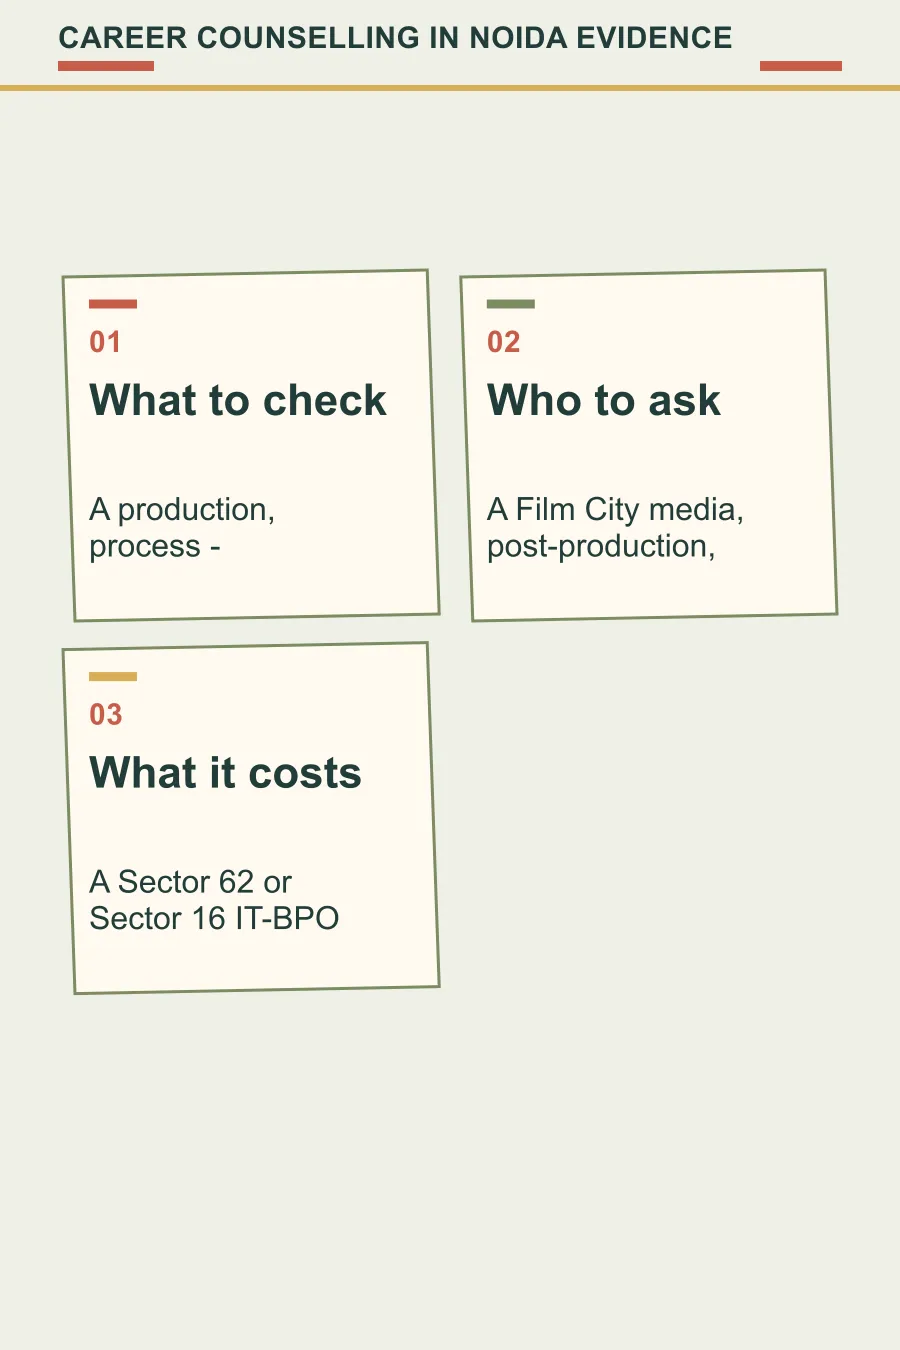 CAREER COUNSELLING IN NOIDA EVIDENCE
01
What to check
A production,
process -
02
Who to ask
A Film City media,
post-production,
03
What it costs
A Sector 62 or
Sector 16 IT-BPO